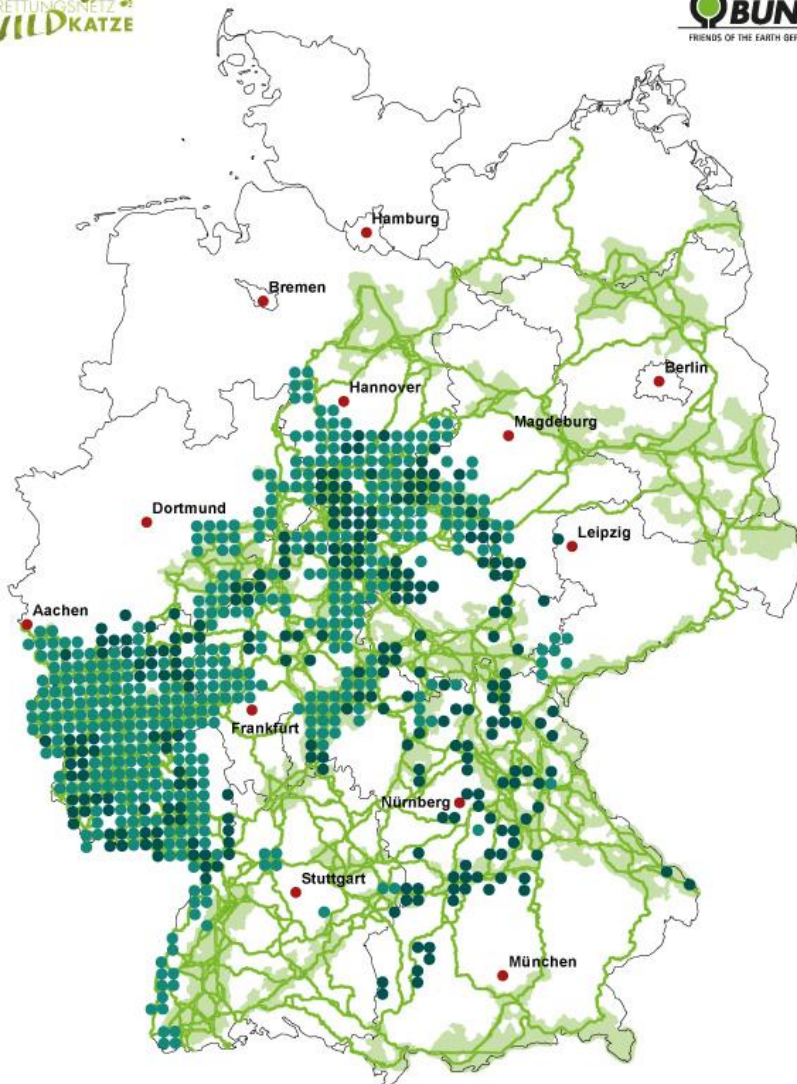 RETTUNGSNETZ
WILDKATZE
BUN
FRIENDS OF THE EARTH GER
Hamburg
Bremen
Berlin
Hannover
Magdeburg
Dortmund
Leipzig
Aachen
Frankfurt
Nürnberg
Stuttgart
München